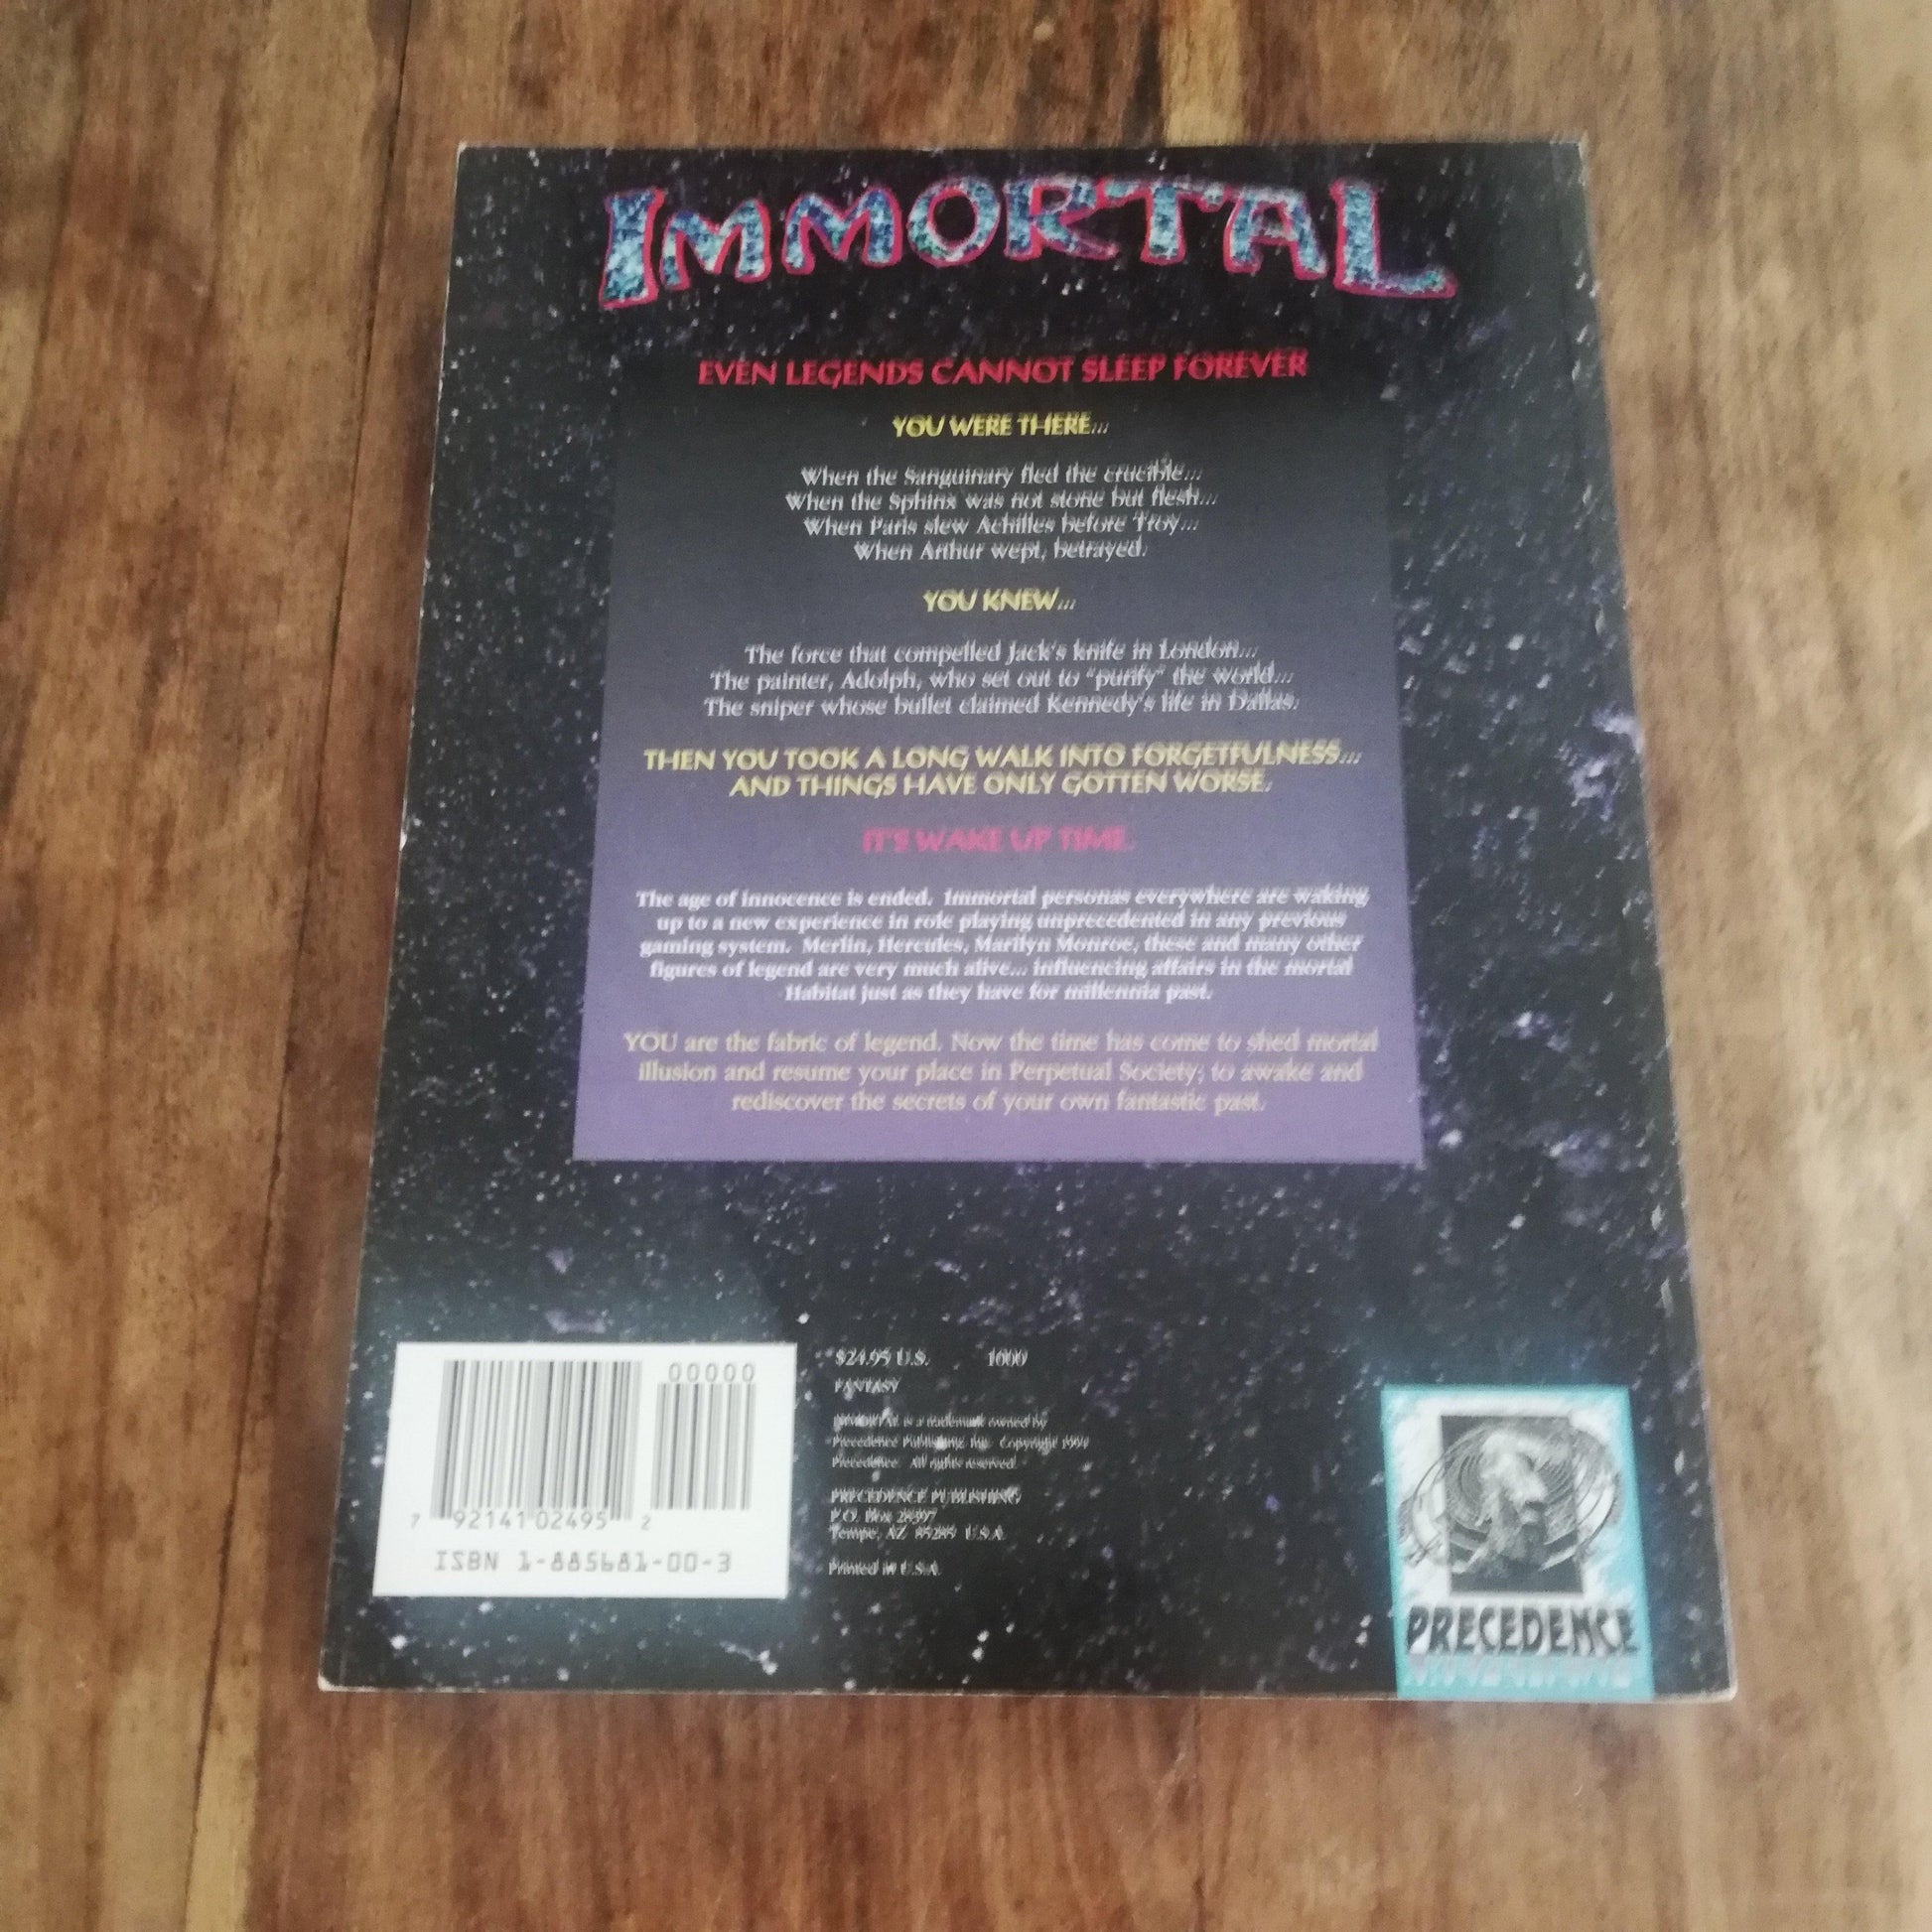 IMMORTAL
EVEN LEGENDS CANNOT SLEEP FOREVER
YOU WERE THERE...
When the Sanguinary fled the crucible...
When the Sphinx was not stone but flesh...
When Paris slew Achilles before Troy...
When Arthur wept, betrayed.
YOU KNEW...
The force that compelled Jack's knife in London...
The painter, Adolph, who set out to "purify" the world...
The sniper whose bullet claimed Kennedy's life in Dallas.
THEN YOU TOOK A LONG WALK INTO FORGETFULNESS...
AND THINGS HAVE ONLY GOTTEN WORSE.
IT'S WAKE UP TIME.
The age of innocence is ended. Immortal personas everywhere are waking
up to a new experience in role playing unprecedented in any previous
gaming system. Merlin, Hercules, Marilyn Monroe, these and many other
figures of legend are very much alive... influencing affairs in the mortal
Habitat just as they have for millennia past.
YOU are the fabric of legend. Now the time has come to shed mortal
illusion and resume your place in Perpetual Society; to awake and
rediscover the secrets of your own fantastic past.
00000
7 92141 02495 2
ISBN 1-885681-00-3
$24.95 U.S. 1000
FANTASY
IMMORTAL is a trademark owned by
Precedence Publishing, Inc. Copyright 1994
Precedence. All rights reserved.
PRECEDENCE PUBLISHING
P.O. Box 28397
Tempe, AZ 85285 U.S.A.
Printed in U.S.A.
PRECEDENCE